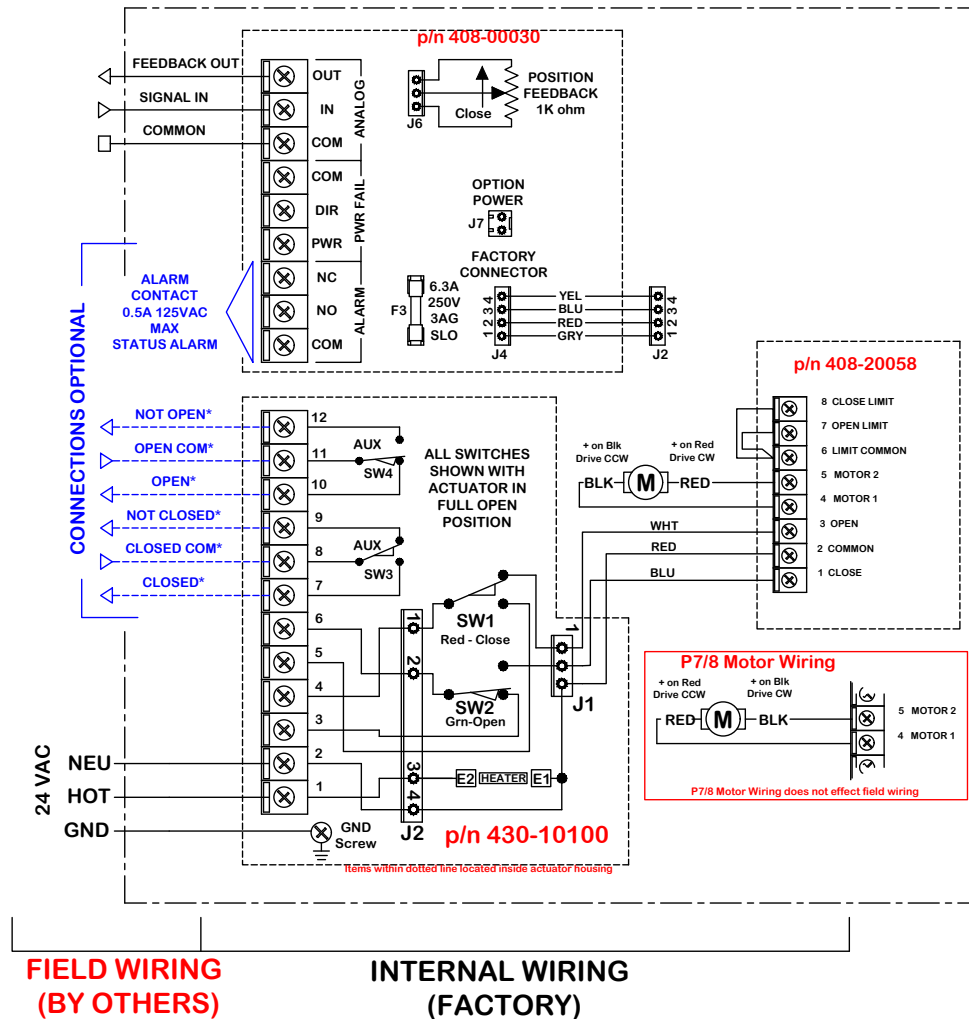 p/n 408-00030
FEEDBACK OUT
SIGNAL IN
COMMON
OUT
IN
COM
ANALOG
COM
DIR
PWR
PWR FAIL
NC
NO
COM
ALARM
J6
Close
POSITION
FEEDBACK
1K ohm
OPTION
POWER
J7
FACTORY
CONNECTOR
F3
6.3A
250V
3AG
SLO
1 2 3 4
J4
YEL
BLU
RED
GRY
1 2 3 4
J2
CONNECTIONS OPTIONAL
ALARM
CONTACT
0.5A 125VAC
MAX
STATUS ALARM
NOT OPEN*
OPEN COM*
OPEN*
NOT CLOSED*
CLOSED COM*
CLOSED*
12
11
10
9
8
7
6
5
4
3
2
1
AUX
SW4
AUX
SW3
ALL SWITCHES
SHOWN WITH
ACTUATOR IN
FULL OPEN
POSITION
1
2
3
4
J2
SW1
Red - Close
SW2
Grn-Open
1
J1
E2 HEATER E1
p/n 430-10100
Items within dotted line located inside actuator housing
24 VAC
NEU
HOT
GND
GND
Screw
p/n 408-20058
8 CLOSE LIMIT
7 OPEN LIMIT
6 LIMIT COMMON
5 MOTOR 2
4 MOTOR 1
3 OPEN
2 COMMON
1 CLOSE
+ on Blk
Drive CCW
+ on Red
Drive CW
BLK M RED
WHT
RED
BLU
P7/8 Motor Wiring
+ on Red
Drive CCW
+ on Blk
Drive CW
RED M BLK
5 MOTOR 2
4 MOTOR 1
P7/8 Motor Wiring does not effect field wiring
FIELD WIRING
(BY OTHERS)
INTERNAL WIRING
(FACTORY)